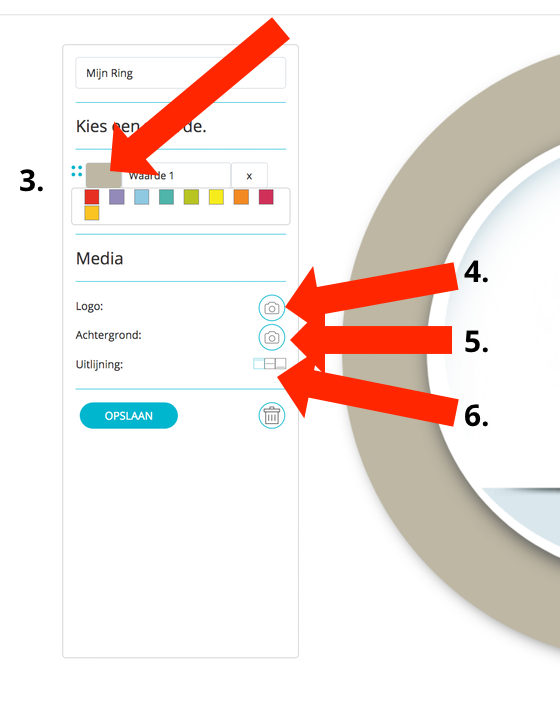 Mijn Ring
Kies een de.
3.
Waarde 1
x
Media
4.
Logo:
5.
Achtergrond:
Uitlijning:
6.
OPSLAAN